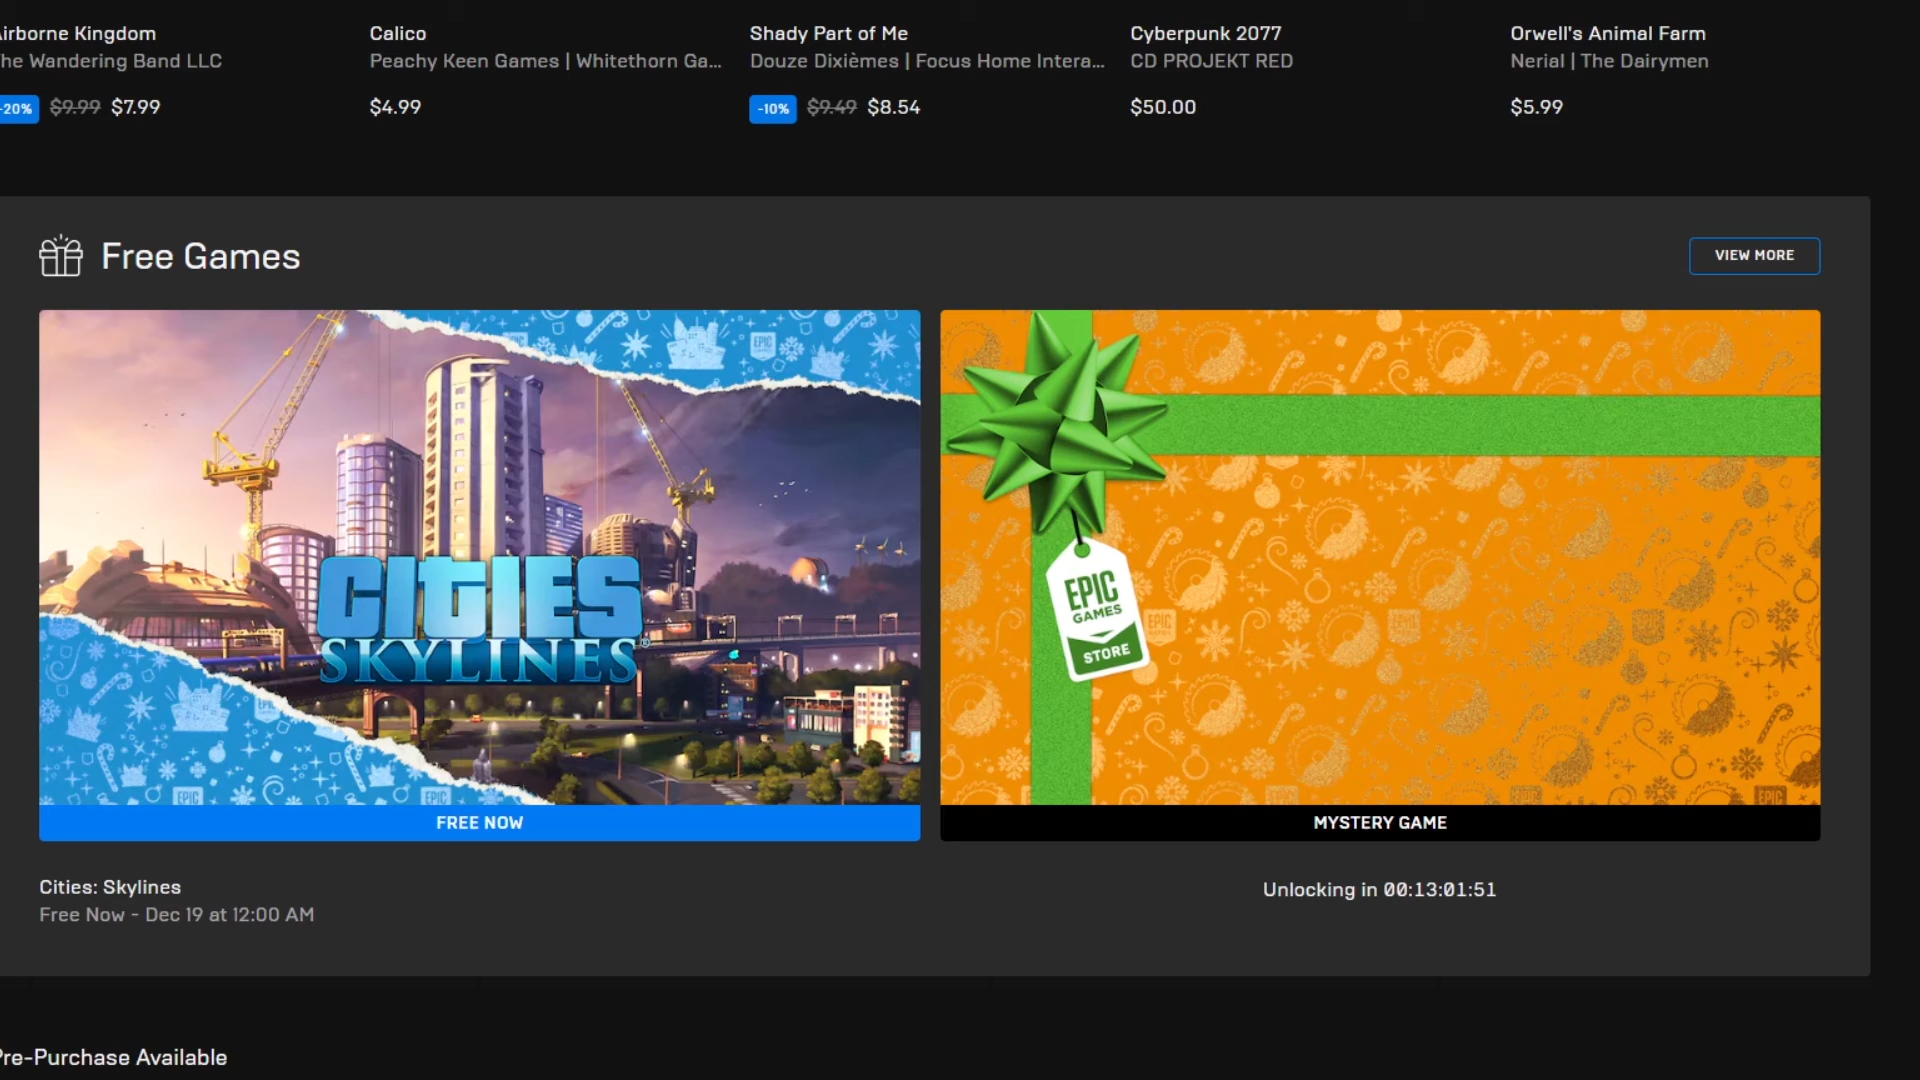 irborne Kingdom
he Wandering Band LLC
-20% $9.99 $7.99
Calico
Peachy Keen Games | Whitethorn Ga...
$4.99
Shady Part of Me
Douze Dixièmes | Focus Home Intera...
-10% $9.49 $8.54
Cyberpunk 2077
CD PROJEKT RED
$50.00
Orwell's Animal Farm
Nerial | The Dairymen
$5.99
Free Games
VIEW MORE
CITIES
SKYLINES
FREE NOW
Cities: Skylines
Free Now - Dec 19 at 12:00 AM
EPIC
GAMES
STORE
MYSTERY GAME
Unlocking in 00:13:01:51
Pre-Purchase Available